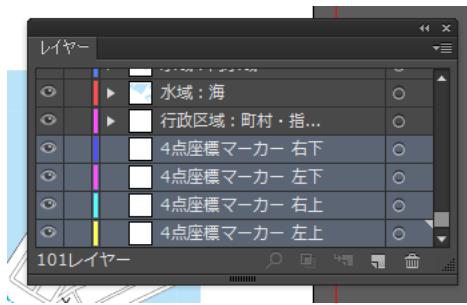 レイヤー
水域：海
行政区域：町村・指...
4点座標マーカー 右下
4点座標マーカー 左下
4点座標マーカー 右上
4点座標マーカー 左上
101レイヤー